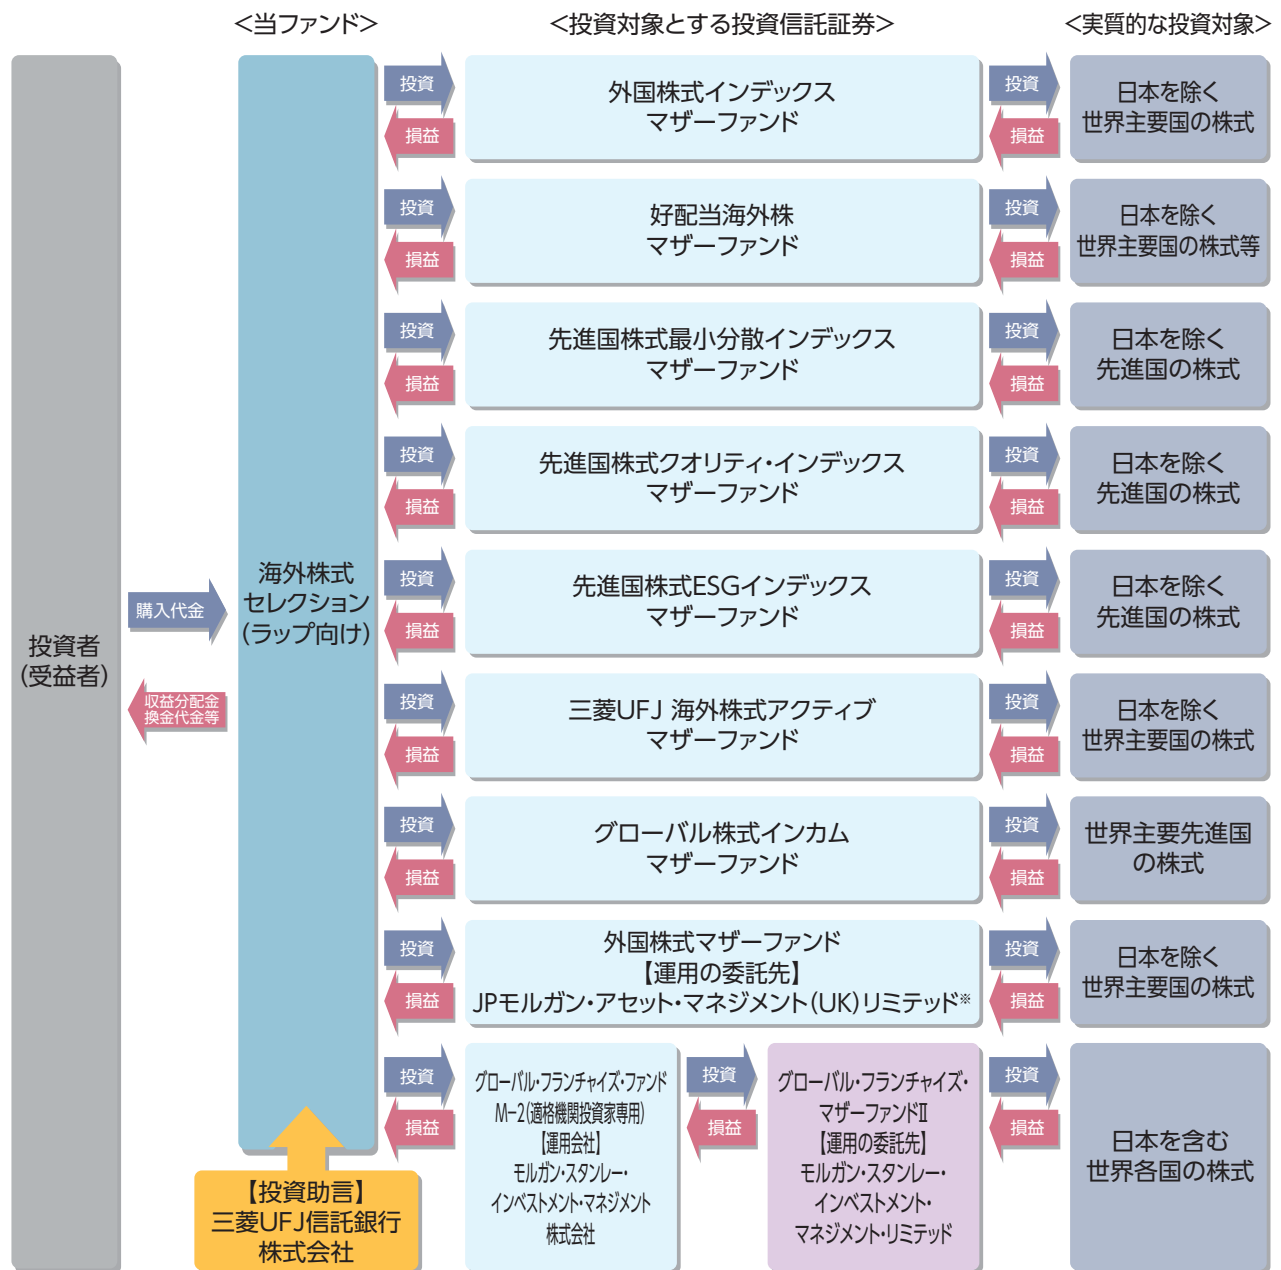 <当ファンド>
<投資対象とする投資信託証券>
<実質的な投資対象>
投資者
(受益者)
購入代金
収益分配金
換金代金等
海外株式
セレクション
(ラップ向け)
【投資助言】
三菱UFJ信託銀行
株式会社
投資
損益
外国株式インデックス
マザーファンド
投資
損益
日本を除く
世界主要国の株式
投資
損益
好配当海外株
マザーファンド
投資
損益
日本を除く
世界主要国の株式等
投資
損益
先進国株式最小分散インデックス
マザーファンド
投資
損益
日本を除く
先進国の株式
投資
損益
先進国株式クオリティ・インデックス
マザーファンド
投資
損益
日本を除く
先進国の株式
投資
損益
先進国株式ESGインデックス
マザーファンド
投資
損益
日本を除く
先進国の株式
投資
損益
三菱UFJ 海外株式アクティブ
マザーファンド
投資
損益
日本を除く
世界主要国の株式
投資
損益
グローバル株式インカム
マザーファンド
投資
損益
世界主要先進国
の株式
投資
損益
外国株式マザーファンド
【運用の委託先】
JPモルガン・アセット・マネジメント(UK)リミテッド※
投資
損益
日本を除く
世界主要国の株式
投資
損益
グローバル・フランチャイズ・ファンド
M-2(適格機関投資家専用)
【運用会社】
モルガン・スタンレー・
インベストメント・マネジメント
株式会社
投資
損益
グローバル・フランチャイズ・
マザーファンドⅡ
【運用の委託先】
モルガン・スタンレー・
インベストメント・
マネジメント・リミテッド
投資
損益
日本を含む
世界各国の株式